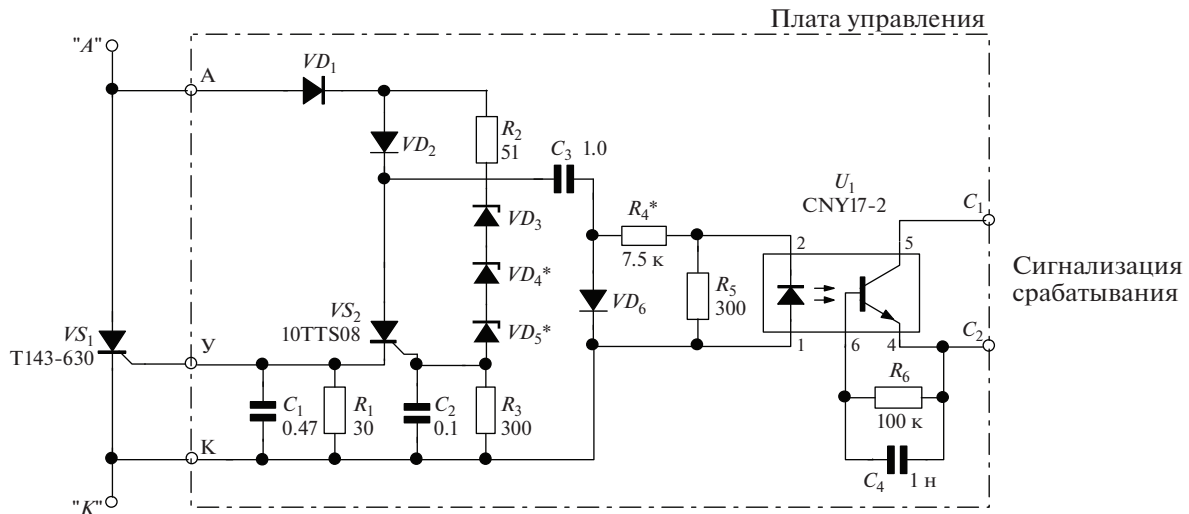 Плата управления
"A"
А
VD₁
VD₂
R₂
51
C₃ 1.0
VD₃
VD₄*
VD₅*
R₄*
7.5 к
R₅
300
VD₆
U₁
CNY17-2
2
5
1
6
4
C₁
C₂
Сигнализация
срабатывания
VS₁
Т143-630
У
VS₂
10TTS08
C₁
0.47
R₁
30
C₂
0.1
R₃
300
R₆
100 к
C₄
1 н
К
"K"